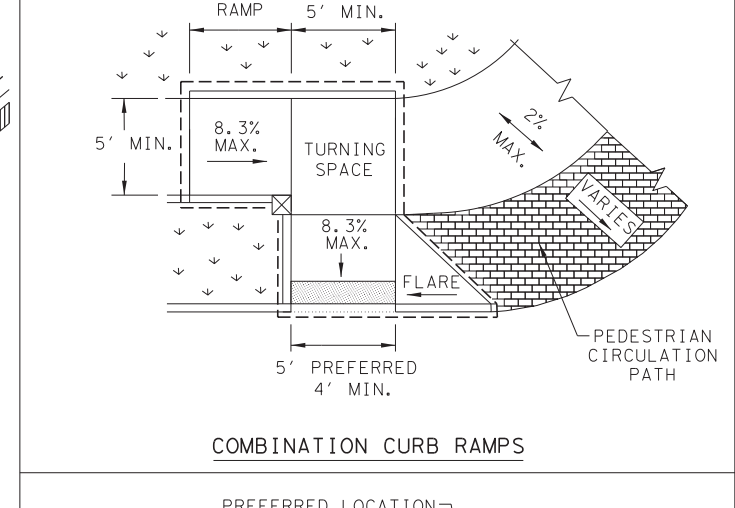 RAMP
5' MIN.
5' MIN.
8.3%
MAX.
TURNING
SPACE
2%
MAX.
VARIES
8.3%
MAX.
FLARE
5' PREFERRED
4' MIN.
PEDESTRIAN
CIRCULATION
PATH
COMBINATION CURB RAMPS
PREFERRED LOCATION